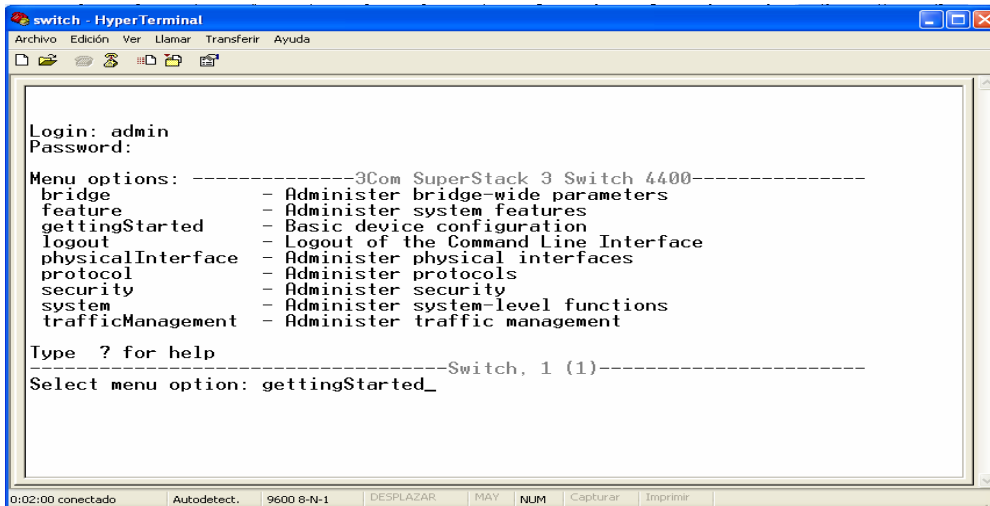 switch - HyperTerminal
Archivo Edición Ver Llamar Transferir Ayuda
Login: admin
Password:
Menu options: --------------3Com SuperStack 3 Switch 4400---------------
bridge - Administer bridge-wide parameters
feature - Administer system features
gettingStarted - Basic device configuration
logout - Logout of the Command Line Interface
physicalInterface - Administer physical interfaces
protocol - Administer protocols
security - Administer security
system - Administer system-level functions
trafficManagement - Administer traffic management
Type ? for help
-----------------------------------Switch, 1 (1)------------------------
Select menu option: gettingStarted_
0:02:00 conectado Autodetect. 9600 8-N-1 DESPLAZAR MAY NUM Capturar Imprimir